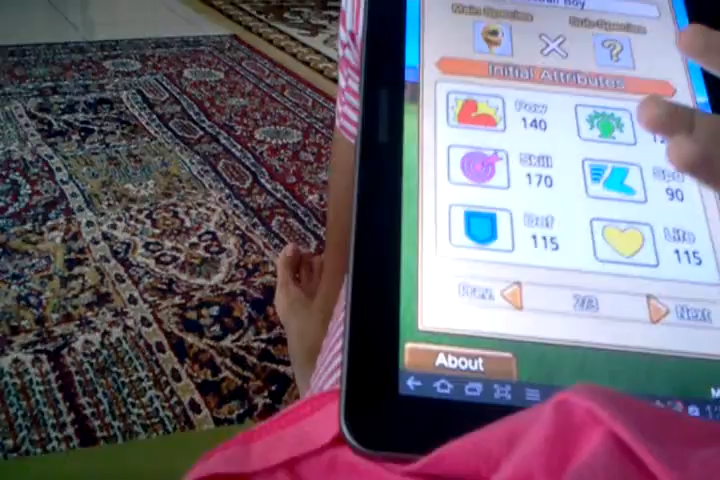 Boy
Main Species
Sub-Species
?
Initial Attributes
Pow
140
Skill
170
Spd
90
Def
115
Life
115
Prev.
2/3
Next
About